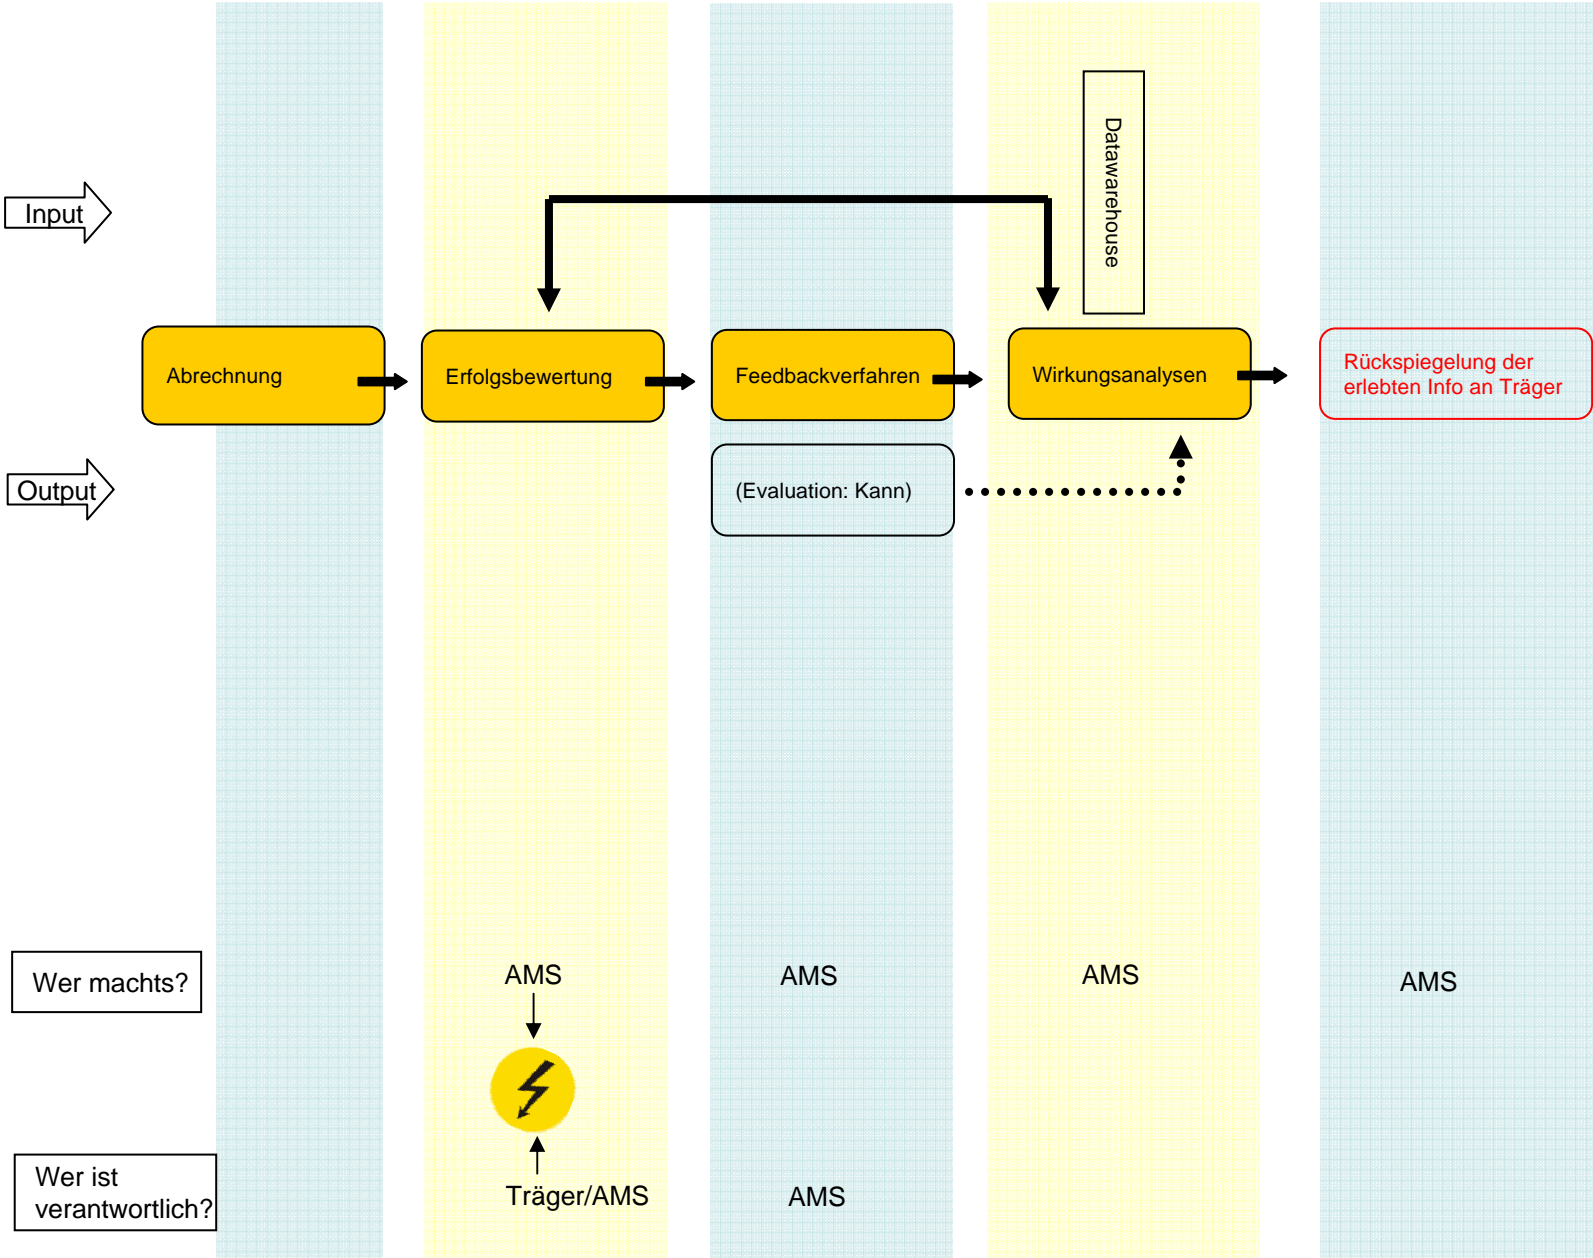 Datawarehouse
Input
Abrechnung
Erfolgsbewertung
Feedbackverfahren
Wirkungsanalysen
Rückspiegelung der
erlebten Info an Träger
Output
(Evaluation: Kann)
Wer machts?
AMS
AMS
AMS
AMS
Wer ist
verantwortlich?
Träger/AMS
AMS